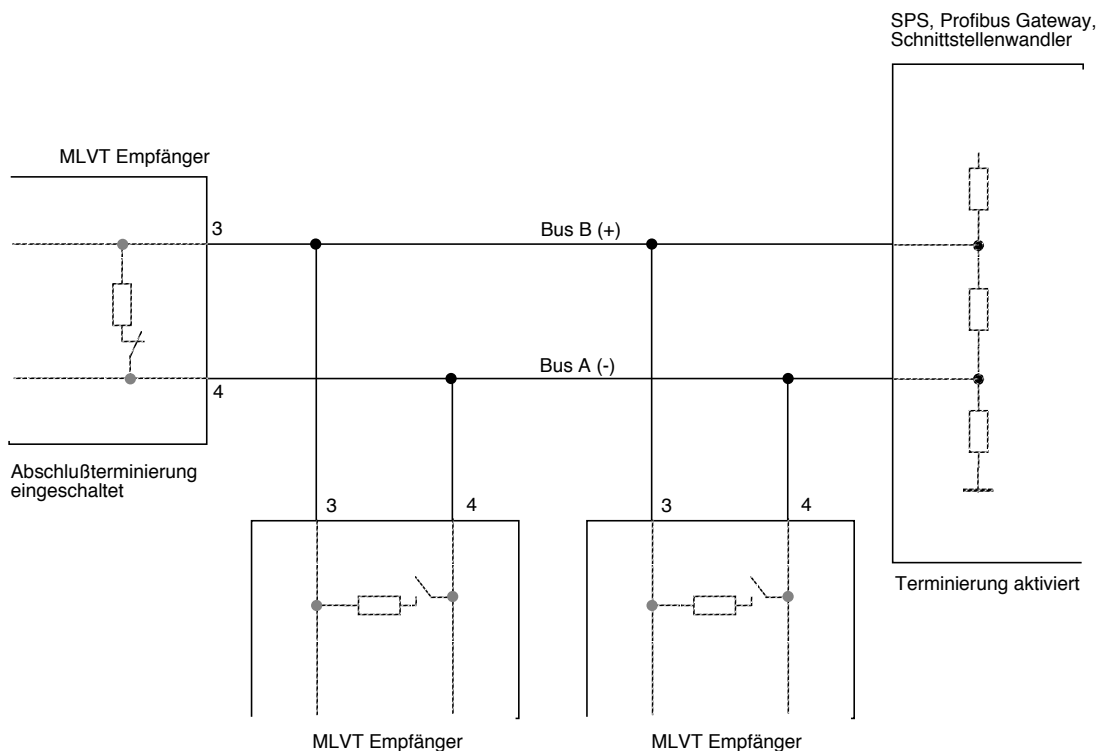 SPS, Profibus Gateway,
Schnittstellenwandler
MLVT Empfänger
3
Bus B (+)
Bus A (-)
4
Abschlußterminierung
eingeschaltet
3
4
3
4
Terminierung aktiviert
MLVT Empfänger
MLVT Empfänger